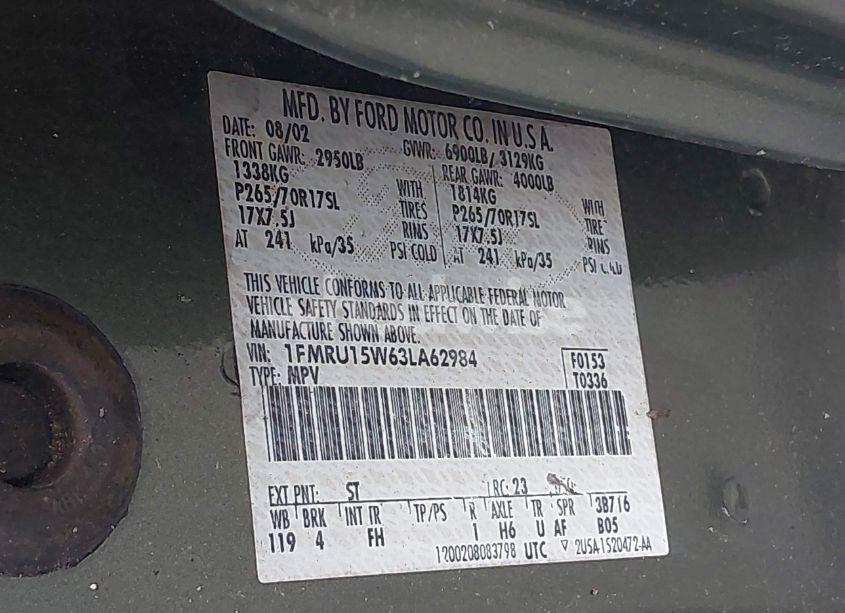 MFD. BY FORD MOTOR CO. IN U.S.A.
DATE: 08/02 GVWR: 6900LB/ 3129KG
FRONT GAWR: 2950LB REAR GAWR: 4000LB
1338KG WITH 1814KG WITH
P265/70R17SL TIRES P265/70R17SL TIRE
17X7.5J RIMS 17X7.5J RIMS
AT 241 kPa/35 PSI COLD AT 241 kPa/35 PSI COLD
THIS VEHICLE CONFORMS TO ALL APPLICABLE FEDERAL MOTOR
VEHICLE SAFETY STANDARDS IN EFFECT ON THE DATE OF
MANUFACTURE SHOWN ABOVE.
VIN: 1FMRU15W63LA62984 F0153
TYPE: MPV T0336
EXT PNT: ST RC: 23
WB BRK INT TR TP/PS R AXLE TR SPR 3B716
119 4 FH 1 H6 U AF B05
1200208083798 UTC ▽ 2U5A-1520472-AA